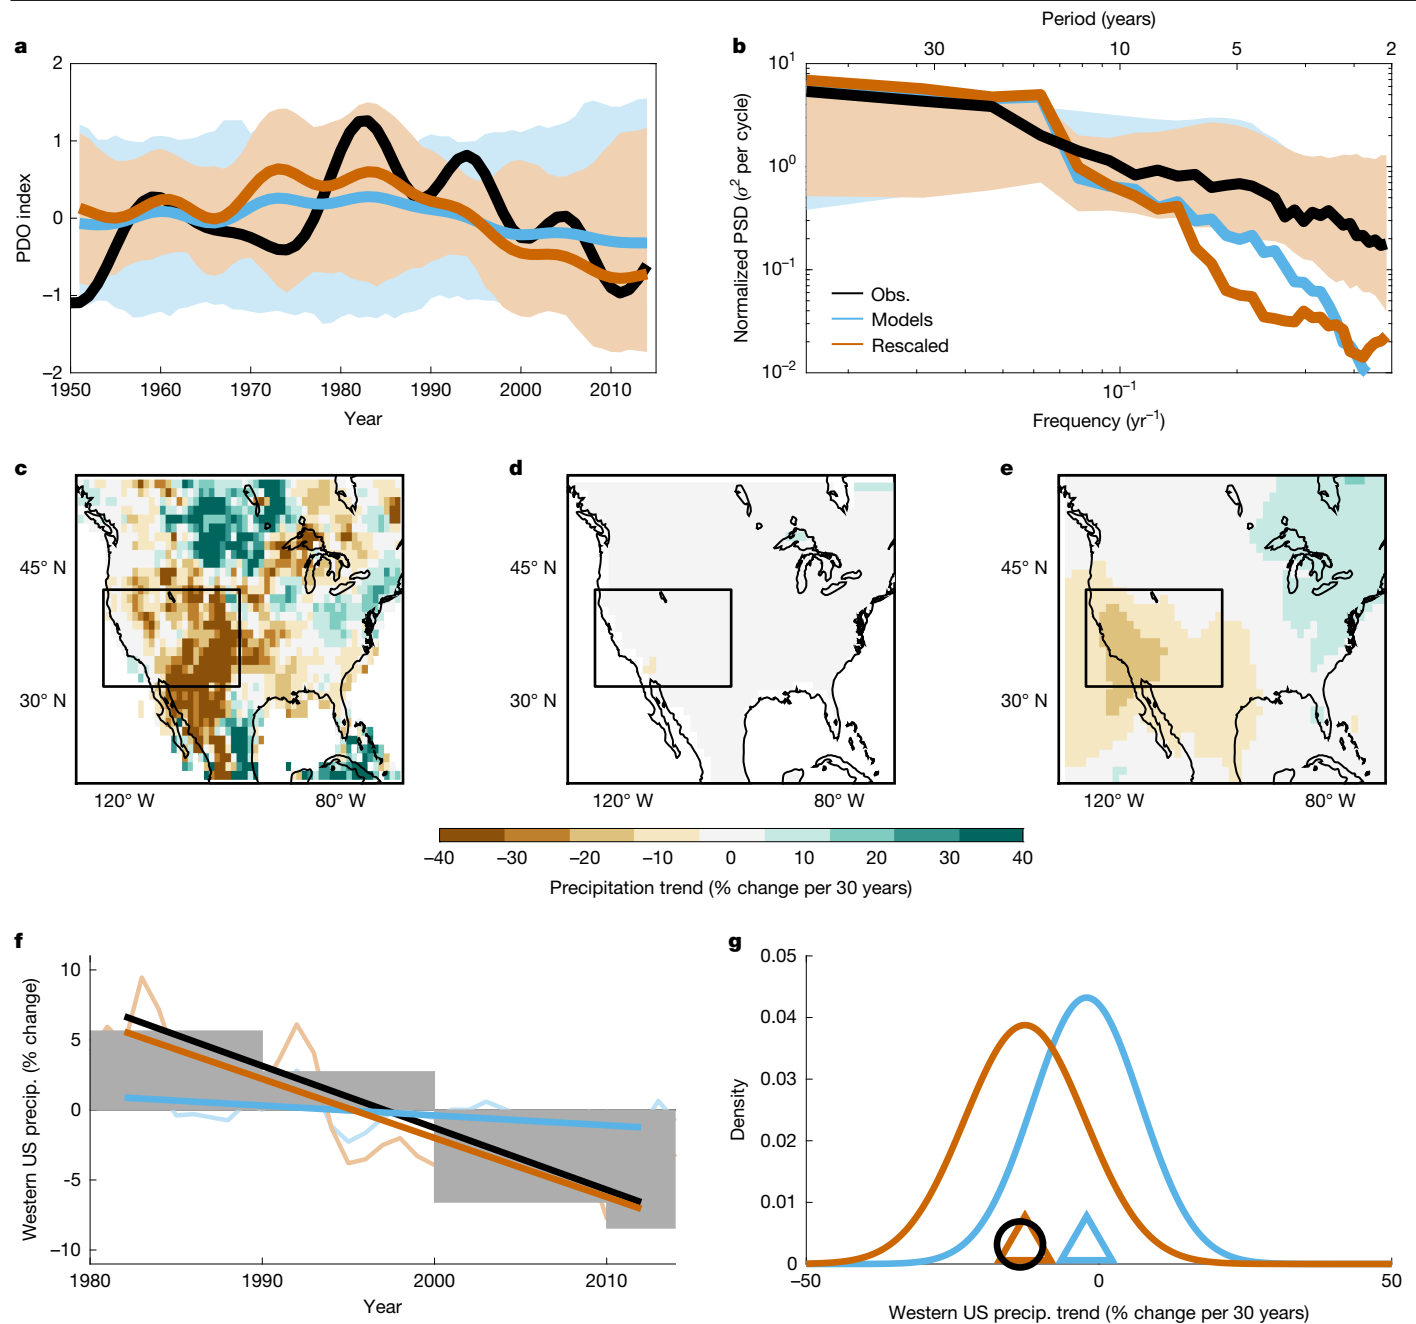 a
2
1
0
−1
−2
PDO index
1950
1960
1970
1980
1990
2000
2010
Year
b
Period (years)
30
10
5
2
10¹
10⁰
10⁻¹
10⁻²
Normalized PSD (σ² per cycle)
Obs.
Models
Rescaled
10⁻¹
Frequency (yr⁻¹)
c
45° N
30° N
120° W
80° W
d
45° N
30° N
120° W
80° W
e
45° N
30° N
120° W
80° W
−40
−30
−20
−10
0
10
20
30
40
Precipitation trend (% change per 30 years)
f
10
5
0
−5
−10
Western US precip. (% change)
1980
1990
2000
2010
Year
g
0.05
0.04
0.03
0.02
0.01
0
Density
−50
0
50
Western US precip. trend (% change per 30 years)